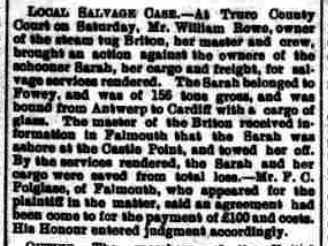 LOCAL SALVAGE CASE.—At Truro County
Court on Saturday, Mr. William Rowe, owner
of the steam tug Briton, her master and crew,
brought an action against the owners of the
schooner Sarah, her cargo and freight, for sal-
vage services rendered. The Sarah belonged to
Fowey, and was of 156 tons gross, and was
bound from Antwerp to Cardiff with a cargo of
glass. The master of the Briton received in-
formation in Falmouth that the Sarah was
ashore at the Castle Point, and towed her off.
By the services rendered, the Sarah and her
cargo were saved from total loss.—Mr. F. C.
Polglase, of Falmouth, who appeared for the
plaintiff in the matter, said an agreement had
been come to for the payment of £100 and costs.
His Honour entered judgment accordingly.